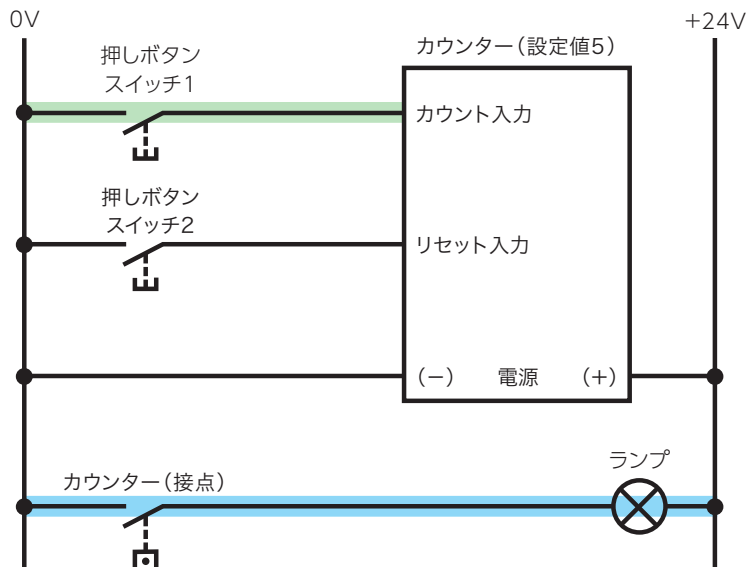 0V
+24V
押しボタン
スイッチ1
カウンター（設定値5）
カウント入力
押しボタン
スイッチ2
リセット入力
（−） 電源 （+）
カウンター（接点）
ランプ